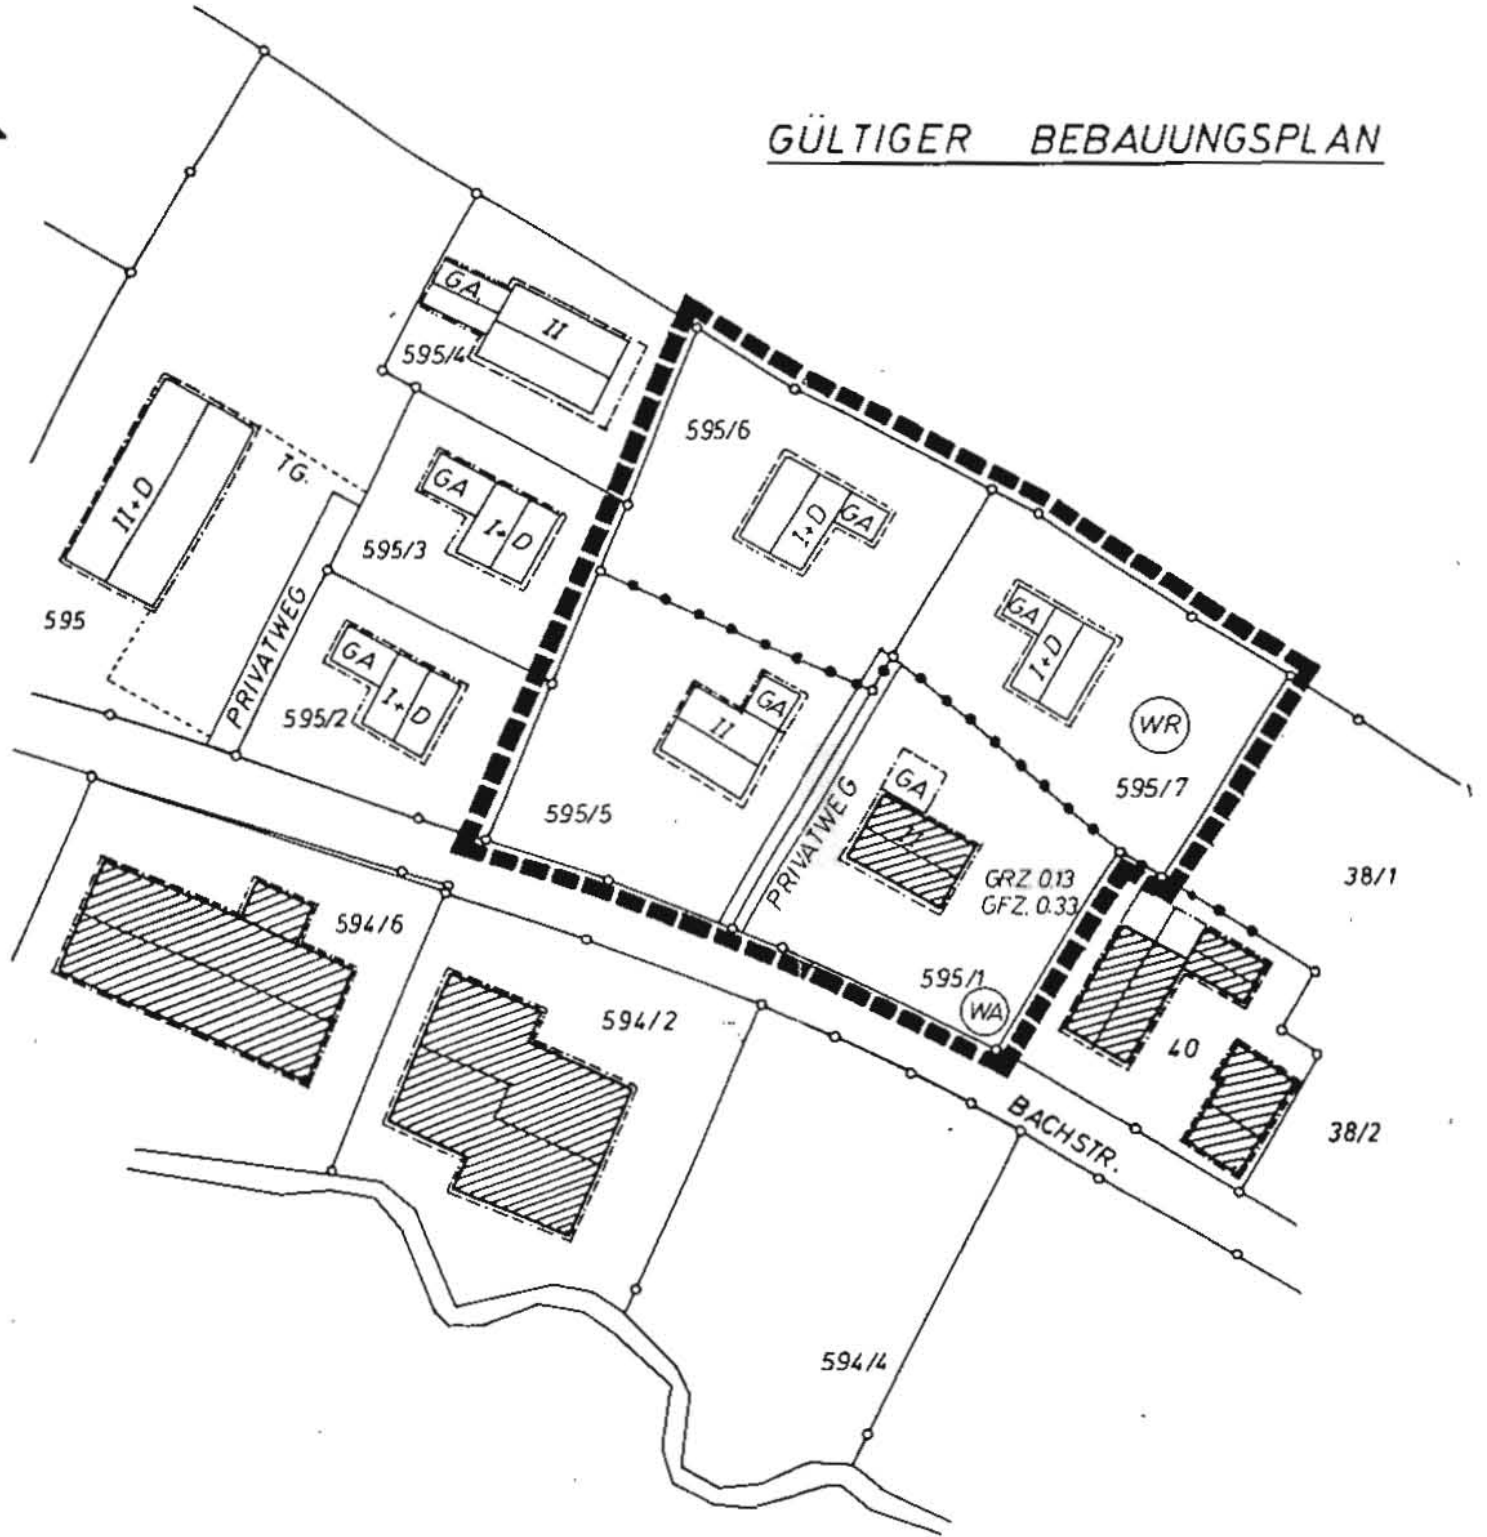 GÜLTIGER BEBAUUNGSPLAN
GA
II
595/4
595/6
TG.
GA
I+D
II+D
595/3
I+D
GA
595
PRIVATWEG
GA
I+D
595/2
GA
I+D
GA
II
WR
595/7
595/5
PRIVATWEG
GA
II
GRZ 0.13
GFZ. 0.33
38/1
594/6
595/1
WA
594/2
40
BACHSTR.
38/2
594/4